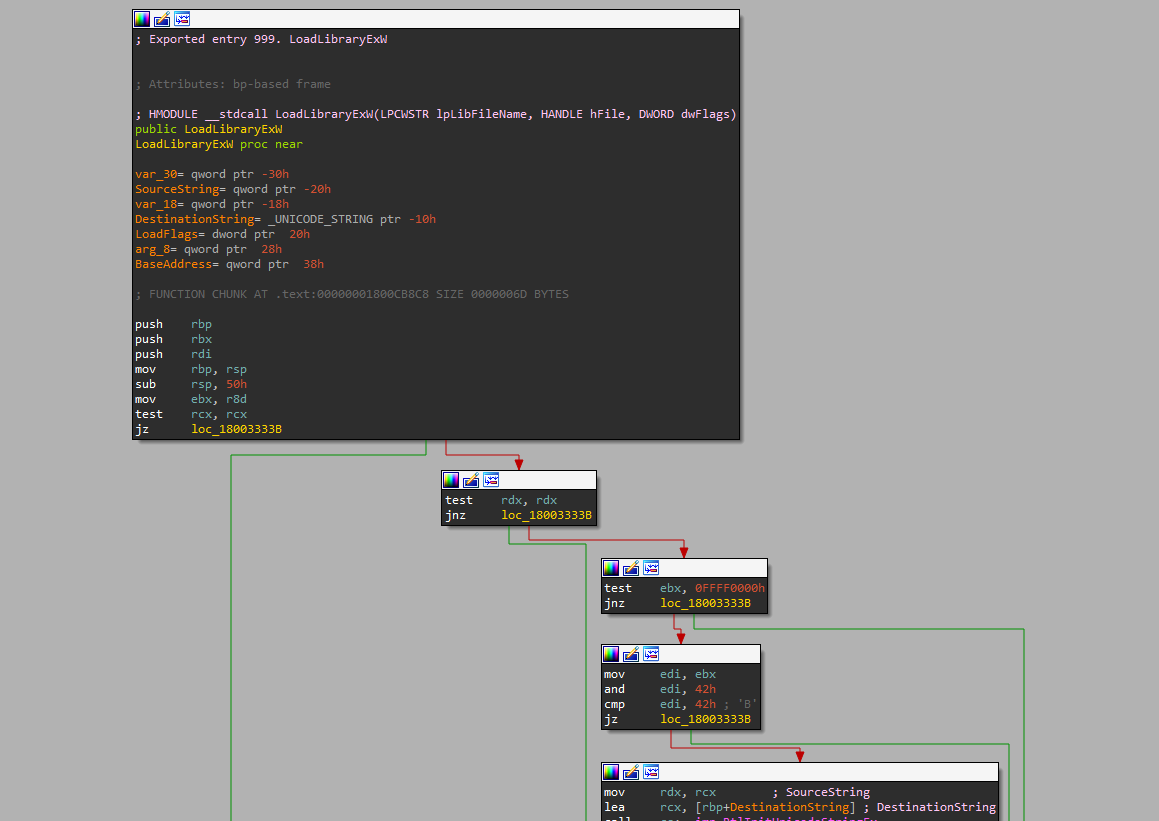 ; Exported entry 999. LoadLibraryExW
; Attributes: bp-based frame
; HMODULE __stdcall LoadLibraryExW(LPCWSTR lpLibFileName, HANDLE hFile, DWORD dwFlags)
public LoadLibraryExW
LoadLibraryExW proc near
var_30= qword ptr -30h
SourceString= qword ptr -20h
var_18= qword ptr -18h
DestinationString= _UNICODE_STRING ptr -10h
LoadFlags= dword ptr  20h
arg_8= qword ptr  28h
BaseAddress= qword ptr  38h
; FUNCTION CHUNK AT .text:00000001800CB8C8 SIZE 0000006D BYTES
push    rbp
push    rbx
push    rdi
mov     rbp, rsp
sub     rsp, 50h
mov     ebx, r8d
test    rcx, rcx
jz      loc_18003333B
test    rdx, rdx
jnz     loc_18003333B
test    ebx, 0FFFF0000h
jnz     loc_18003333B
mov     edi, ebx
and     edi, 42h
cmp     edi, 42h ; 'B'
jz      loc_18003333B
mov     rdx, rcx        ; SourceString
lea     rcx, [rbp+DestinationString] ; DestinationString